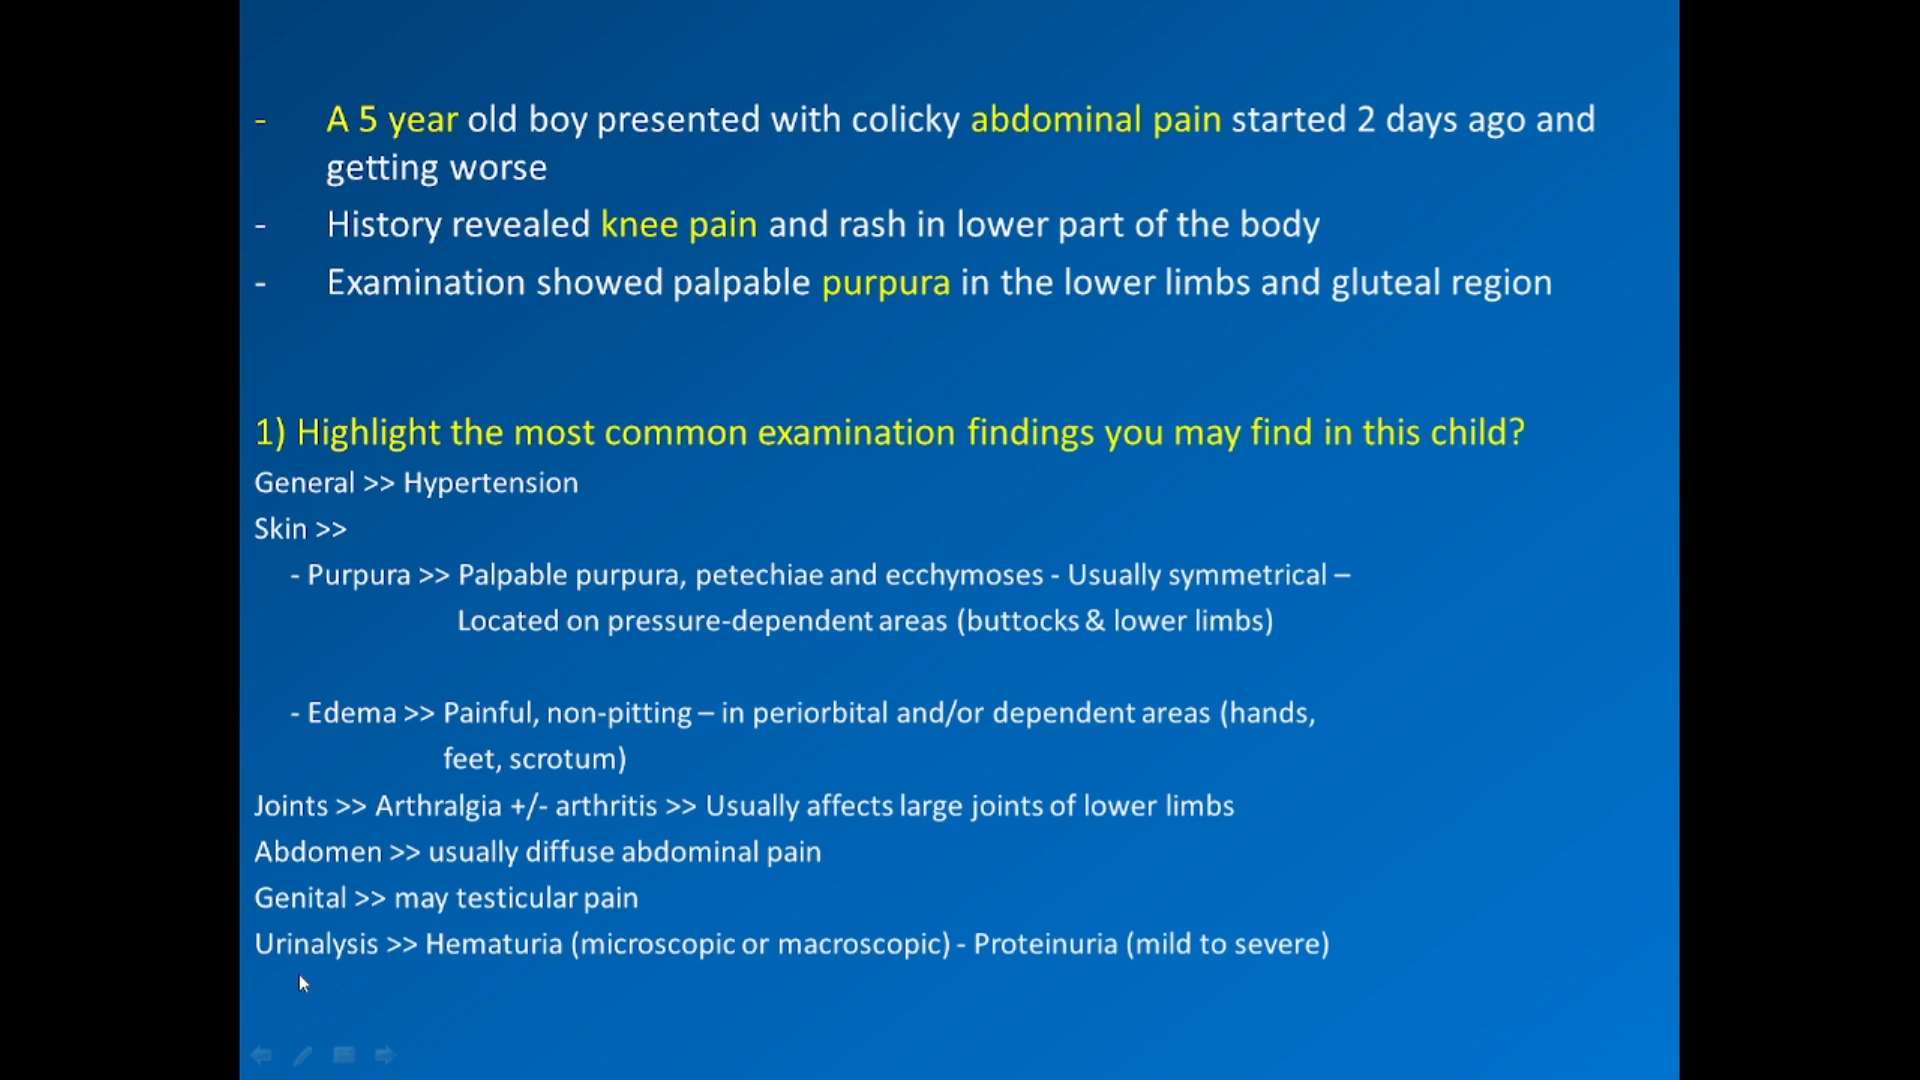 - A 5 year old boy presented with colicky abdominal pain started 2 days ago and
getting worse
- History revealed knee pain and rash in lower part of the body
- Examination showed palpable purpura in the lower limbs and gluteal region
1) Highlight the most common examination findings you may find in this child?
General >> Hypertension
Skin >>
- Purpura >> Palpable purpura, petechiae and ecchymoses - Usually symmetrical –
Located on pressure-dependent areas (buttocks & lower limbs)
- Edema >> Painful, non-pitting – in periorbital and/or dependent areas (hands,
feet, scrotum)
Joints >> Arthralgia +/- arthritis >> Usually affects large joints of lower limbs
Abdomen >> usually diffuse abdominal pain
Genital >> may testicular pain
Urinalysis >> Hematuria (microscopic or macroscopic) - Proteinuria (mild to severe)